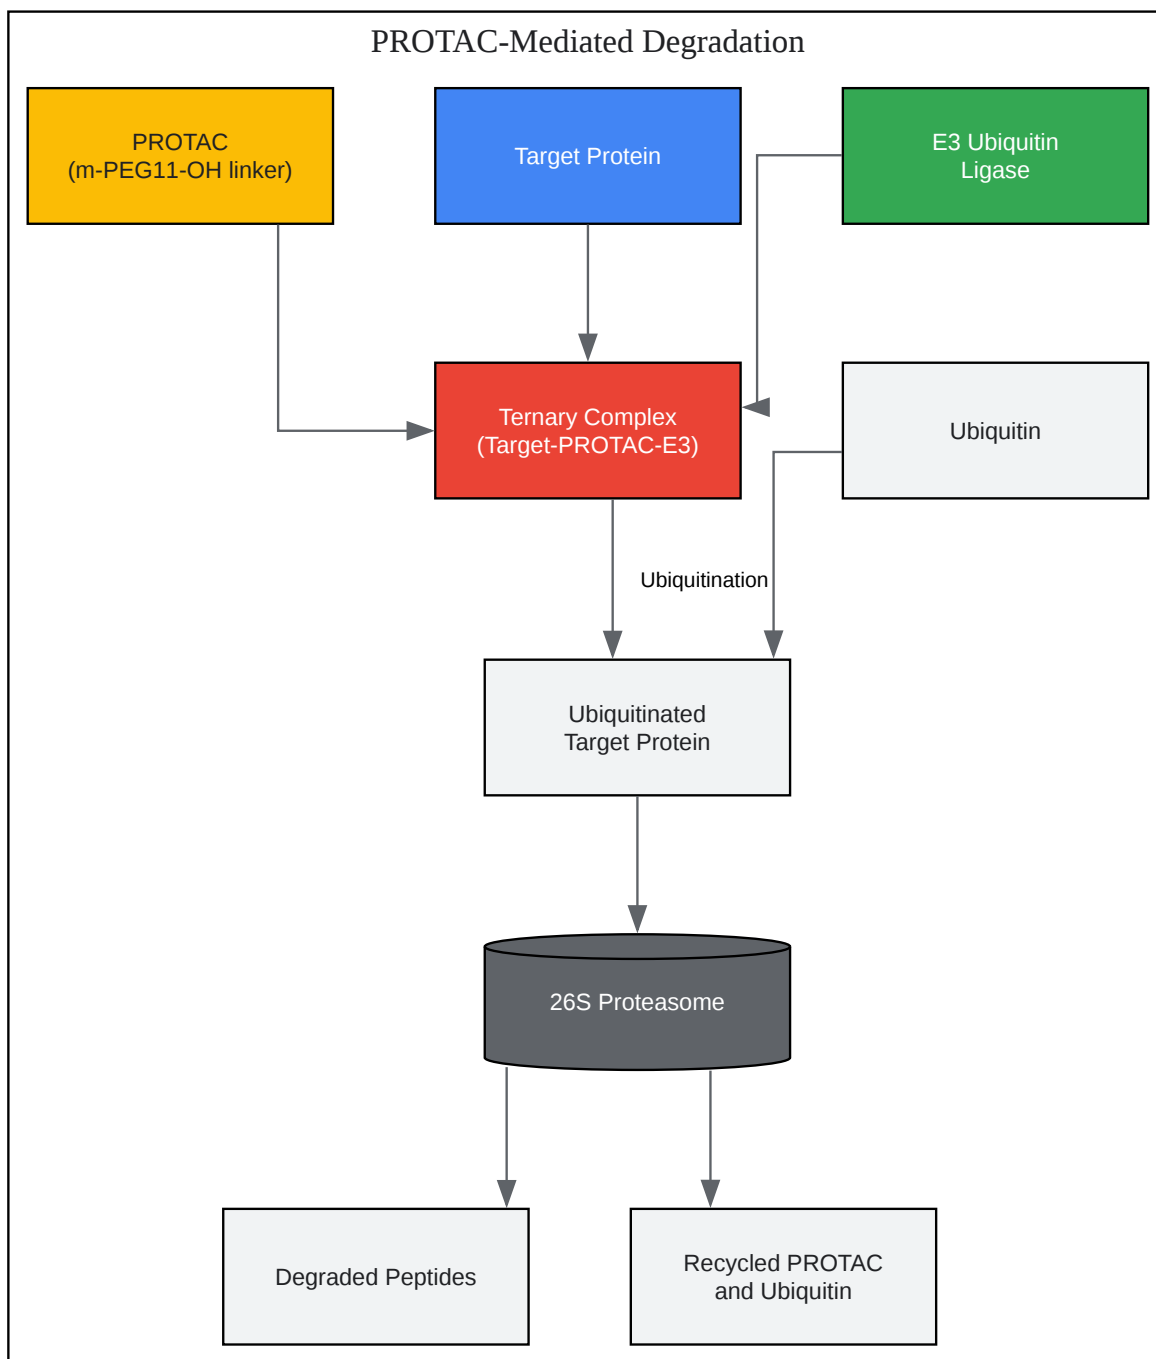 PROTAC-Mediated Degradation
PROTAC
(m-PEG11-OH linker)
Target Protein
E3 Ubiquitin
Ligase
Ternary Complex
(Target-PROTAC-E3)
Ubiquitin
Ubiquitination
Ubiquitinated
Target Protein
26S Proteasome
Degraded Peptides
Recycled PROTAC
and Ubiquitin